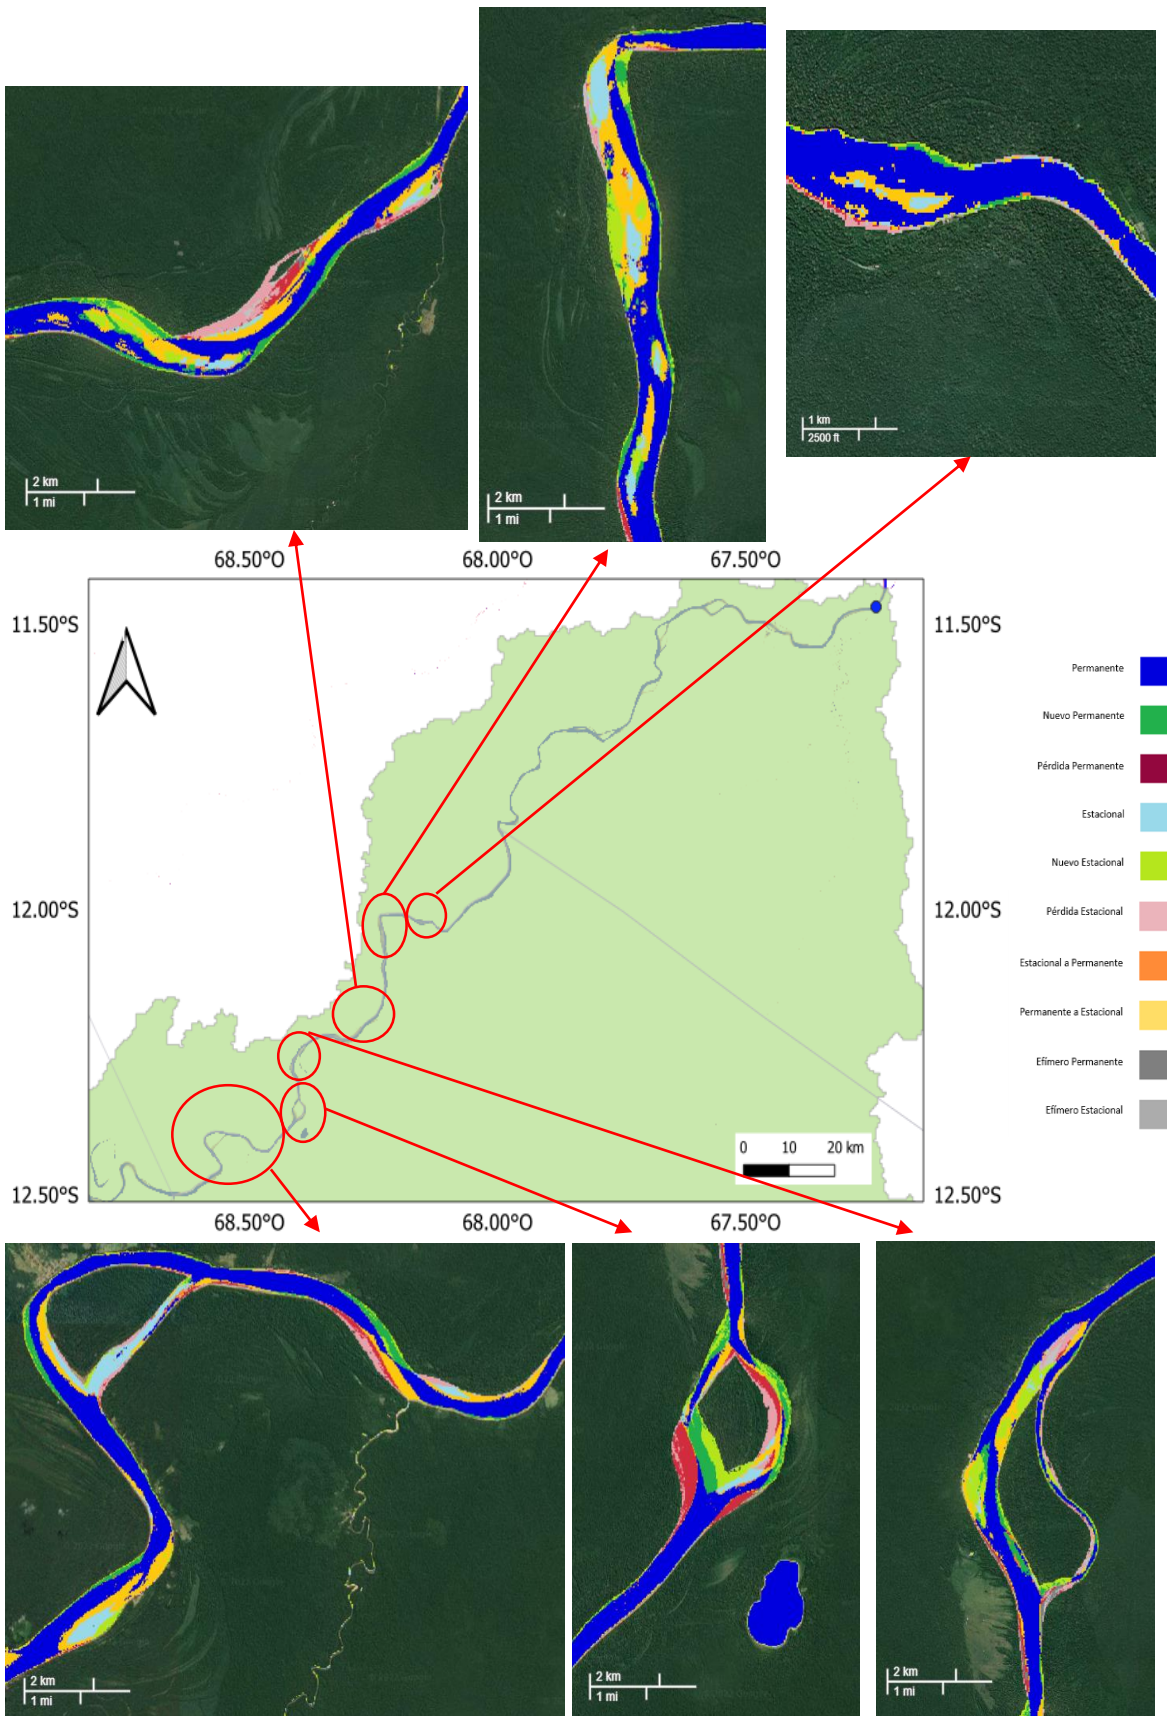 2 km
1 mi
2 km
1 mi
1 km
2500 ft
68.50°O
68.00°O
67.50°O
11.50°S
11.50°S
12.00°S
12.00°S
12.50°S
12.50°S
0 10 20 km
68.50°O
68.00°O
67.50°O
Permanente
Nuevo Permanente
Pérdida Permanente
Estacional
Nuevo Estacional
Pérdida Estacional
Estacional a Permanente
Permanente a Estacional
Efímero Permanente
Efímero Estacional
2 km
1 mi
2 km
1 mi
2 km
1 mi